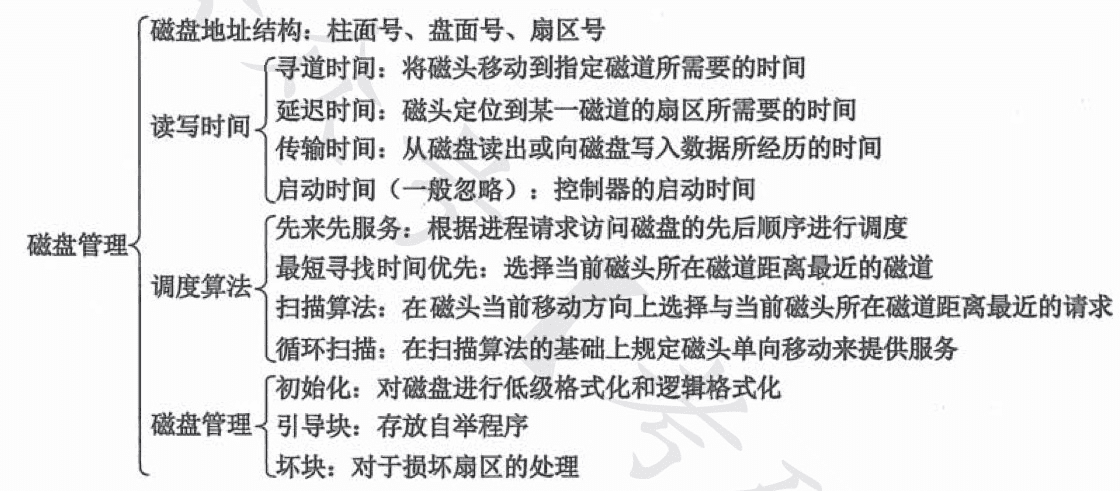 磁盘地址结构：柱面号、盘面号、扇区号
寻道时间：将磁头移动到指定磁道所需要的时间
延迟时间：磁头定位到某一磁道的扇区所需要的时间
读写时间
传输时间：从磁盘读出或向磁盘写入数据所经历的时间
启动时间（一般忽略）：控制器的启动时间
先来先服务：根据进程请求访问磁盘的先后顺序进行调度
磁盘管理
最短寻找时间优先：选择当前磁头所在磁道距离最近的磁道
调度算法
扫描算法：在磁头当前移动方向上选择与当前磁头所在磁道距离最近的请求
循环扫描：在扫描算法的基础上规定磁头单向移动来提供服务
初始化：对磁盘进行低级格式化和逻辑格式化
磁盘管理
引导块：存放自举程序
坏块：对于损坏扇区的处理